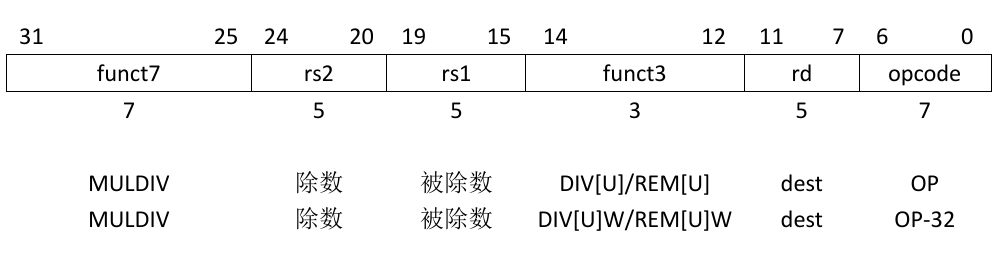 31 25 24 20 19 15 14 12 11 7 6 0
funct7 rs2 rs1 funct3 rd opcode
7 5 5 3 5 7
MULDIV 除数 被除数 DIV[U]/REM[U] dest OP
MULDIV 除数 被除数 DIV[U]W/REM[U]W dest OP-32